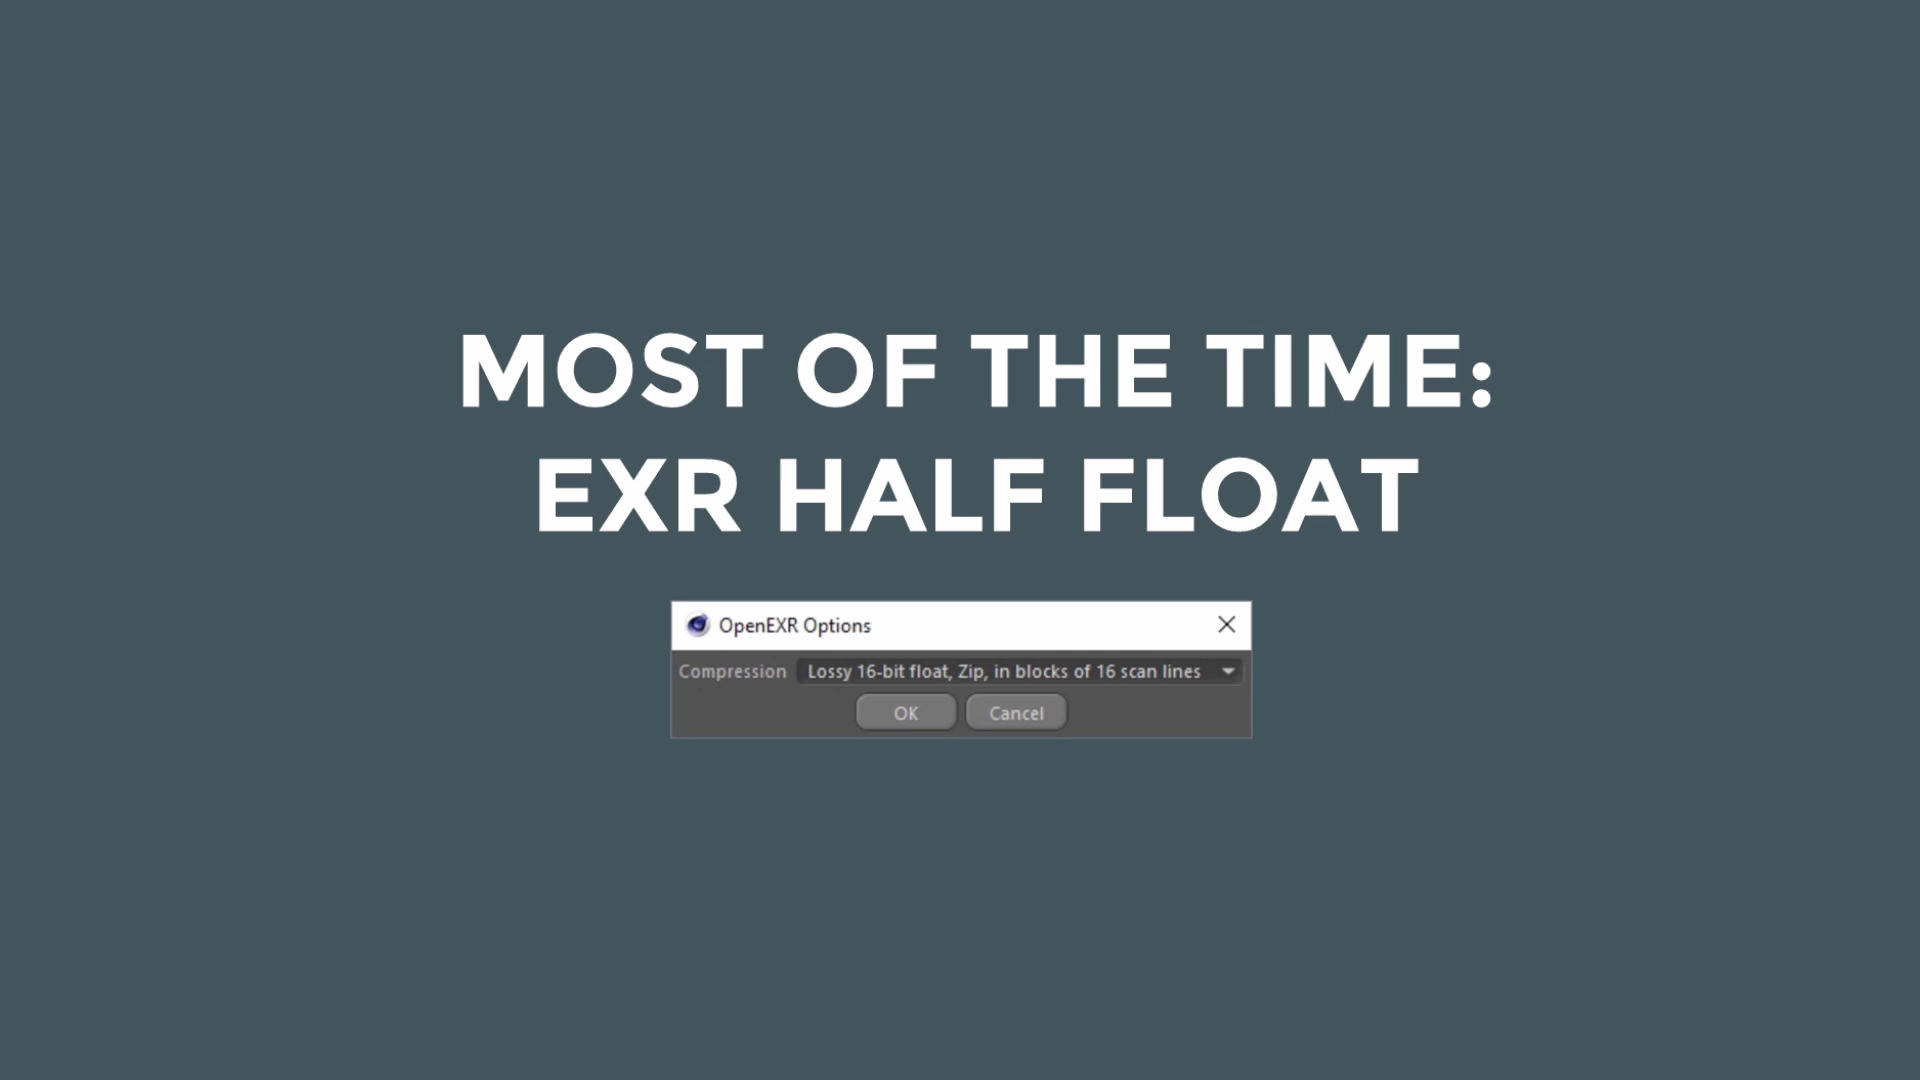 MOST OF THE TIME:
EXR HALF FLOAT
OpenEXR Options
Compression Lossy 16-bit float, Zip, in blocks of 16 scan lines
OK Cancel